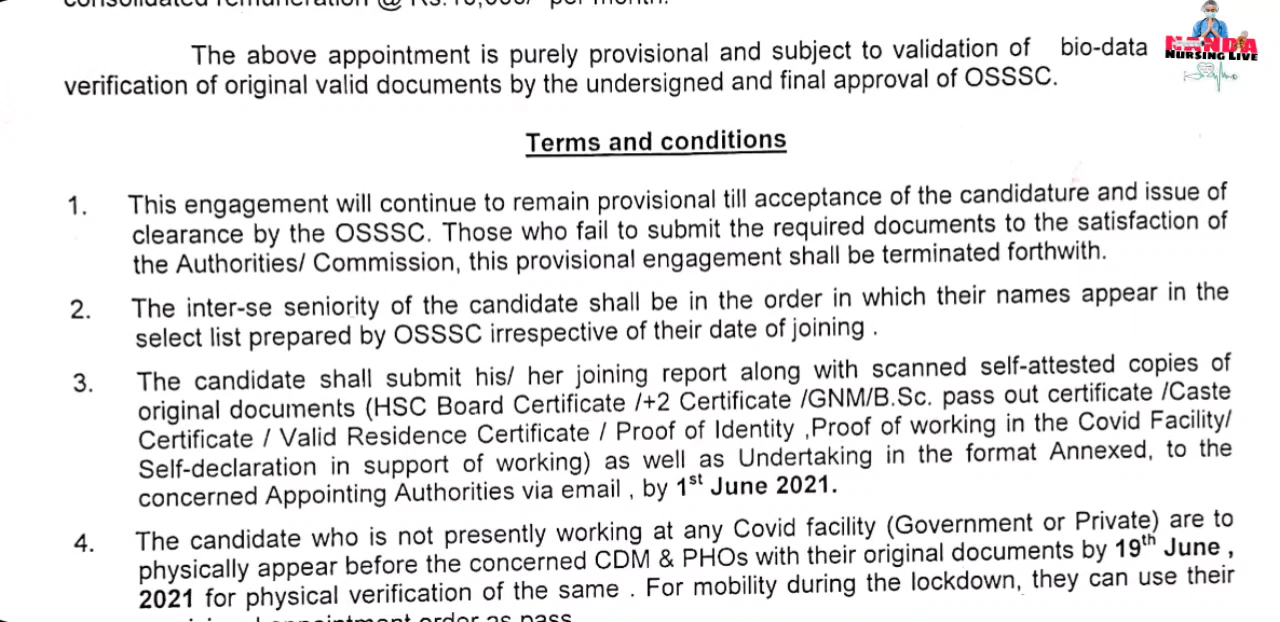 consolidated remuneration @ Rs. per month.
The above appointment is purely provisional and subject to validation of bio-data
verification of original valid documents by the undersigned and final approval of OSSSC.
NANDA
NURSING LIVE
Terms and conditions
1. This engagement will continue to remain provisional till acceptance of the candidature and issue of
clearance by the OSSSC. Those who fail to submit the required documents to the satisfaction of
the Authorities/ Commission, this provisional engagement shall be terminated forthwith.
2. The inter-se seniority of the candidate shall be in the order in which their names appear in the
select list prepared by OSSSC irrespective of their date of joining .
3. The candidate shall submit his/ her joining report along with scanned self-attested copies of
original documents (HSC Board Certificate /+2 Certificate /GNM/B.Sc. pass out certificate /Caste
Certificate / Valid Residence Certificate / Proof of Identity ,Proof of working in the Covid Facility/
Self-declaration in support of working) as well as Undertaking in the format Annexed, to the
concerned Appointing Authorities via email , by 1st June 2021.
4. The candidate who is not presently working at any Covid facility (Government or Private) are to
physically appear before the concerned CDM & PHOs with their original documents by 19th June ,
2021 for physical verification of the same . For mobility during the lockdown, they can use their
appointment order as pass